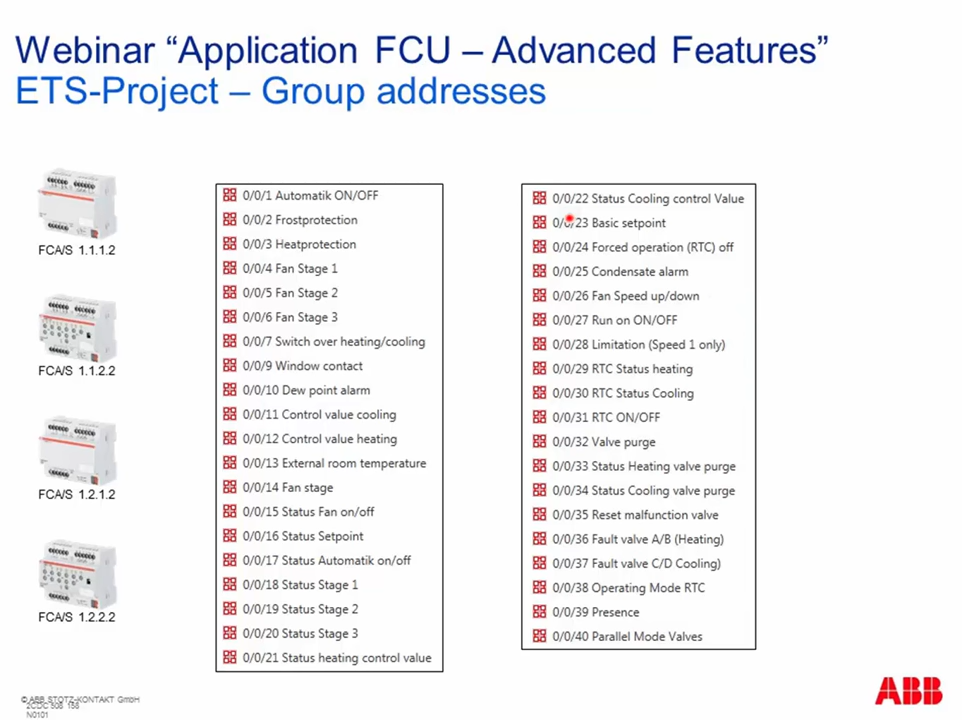 Webinar “Application FCU – Advanced Features”
ETS-Project – Group addresses
FCA/S 1.1.1.2
FCA/S 1.1.2.2
FCA/S 1.2.1.2
FCA/S 1.2.2.2
0/0/1 Automatik ON/OFF
0/0/2 Frostprotection
0/0/3 Heatprotection
0/0/4 Fan Stage 1
0/0/5 Fan Stage 2
0/0/6 Fan Stage 3
0/0/7 Switch over heating/cooling
0/0/9 Window contact
0/0/10 Dew point alarm
0/0/11 Control value cooling
0/0/12 Control value heating
0/0/13 External room temperature
0/0/14 Fan stage
0/0/15 Status Fan on/off
0/0/16 Status Setpoint
0/0/17 Status Automatik on/off
0/0/18 Status Stage 1
0/0/19 Status Stage 2
0/0/20 Status Stage 3
0/0/21 Status heating control value
0/0/22 Status Cooling control Value
0/0/23 Basic setpoint
0/0/24 Forced operation (RTC) off
0/0/25 Condensate alarm
0/0/26 Fan Speed up/down
0/0/27 Run on ON/OFF
0/0/28 Limitation (Speed 1 only)
0/0/29 RTC Status heating
0/0/30 RTC Status Cooling
0/0/31 RTC ON/OFF
0/0/32 Valve purge
0/0/33 Status Heating valve purge
0/0/34 Status Cooling valve purge
0/0/35 Reset malfunction valve
0/0/36 Fault valve A/B (Heating)
0/0/37 Fault valve C/D Cooling)
0/0/38 Operating Mode RTC
0/0/39 Presence
0/0/40 Parallel Mode Valves
© ABB STOTZ-KONTAKT GmbH
2CDC 508 158
N0101
ABB